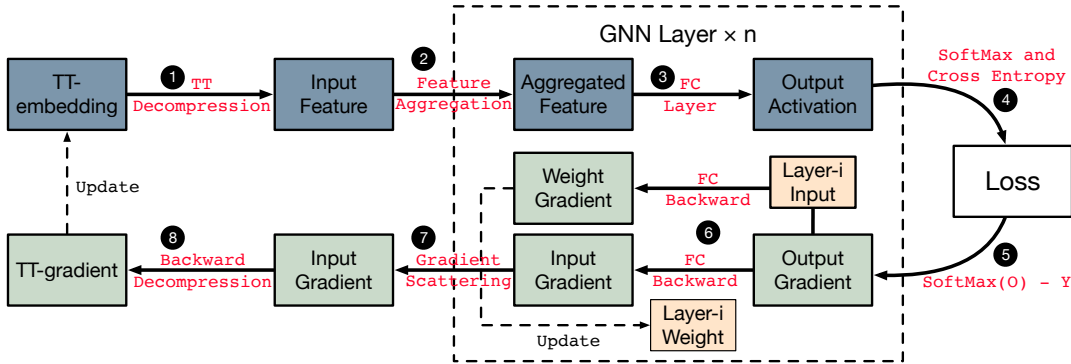 GNN Layer × n
TT-
embedding
1
TT
Decompression
Input
Feature
2
Feature
Aggregation
Aggregated
Feature
3
FC
Layer
Output
Activation
SoftMax and
Cross Entropy
4
Loss
5
SoftMax(O) - Y
Update
Weight
Gradient
FC
Backward
Layer-i
Input
TT-gradient
8
Backward
Decompression
Input
Gradient
7
Gradient
Scattering
Input
Gradient
6
FC
Backward
Output
Gradient
Update
Layer-i
Weight